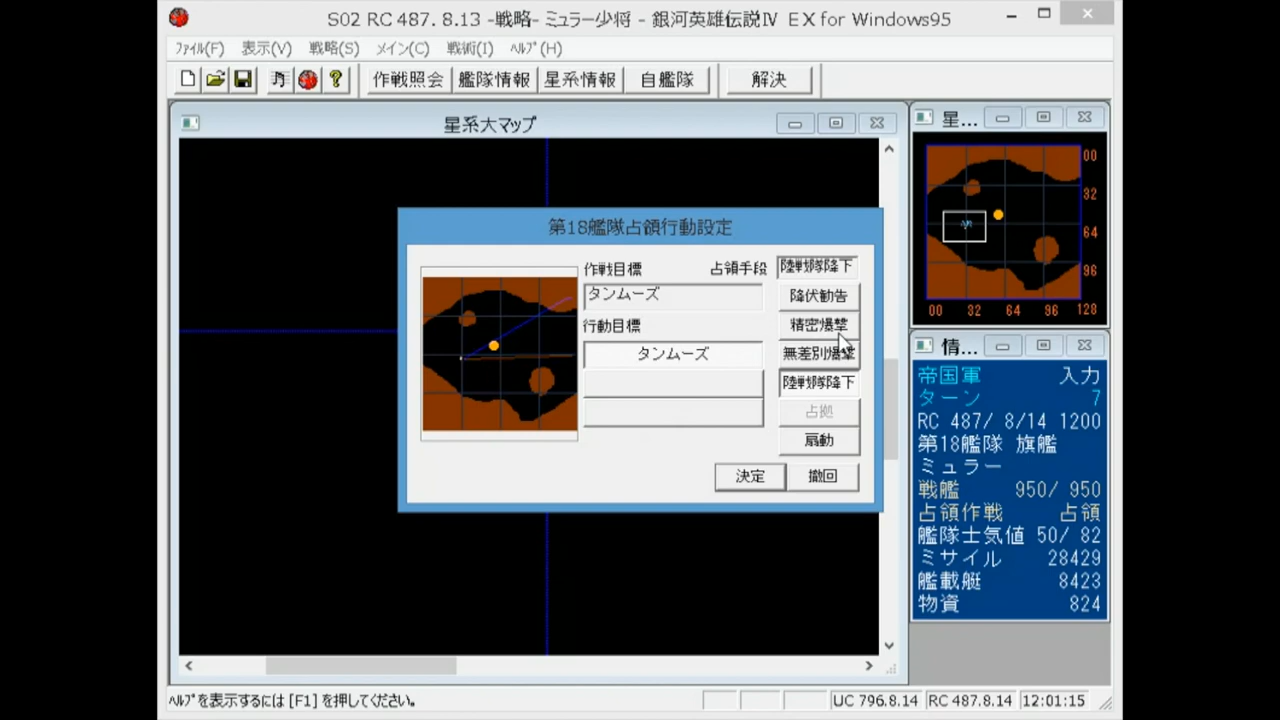 S02 RC 487. 8.13 -戦略- ミュラー少将 - 銀河英雄伝説Ⅳ EX for Windows95
ﾌｧｲﾙ(F) 表示(V) 戦略(S) メイン(C) 戦術(I) ﾍﾙﾌﾟ(H)
作戦照会 艦隊情報 星系情報 自艦隊 解決
星系大マップ
星...
00
32
64
96
00 32 64 96 128
第18艦隊占領行動設定
作戦目標 占領手段 陸戦隊降下
タンムーズ 降伏勧告
行動目標 精密爆撃
タンムーズ 無差別爆撃
陸戦隊降下
占拠
扇動
決定 撤回
情...
帝国軍 入力
ターン 7
RC 487/ 8/14 1200
第18艦隊 旗艦
ミュラー
戦艦 950/ 950
占領作戦 占領
艦隊士気値 50/ 82
ミサイル 28429
艦載艇 8423
物資 824
ﾍﾙﾌﾟを表示するには [F1] を押してください。
UC 796.8.14 RC 487.8.14 12:01:15